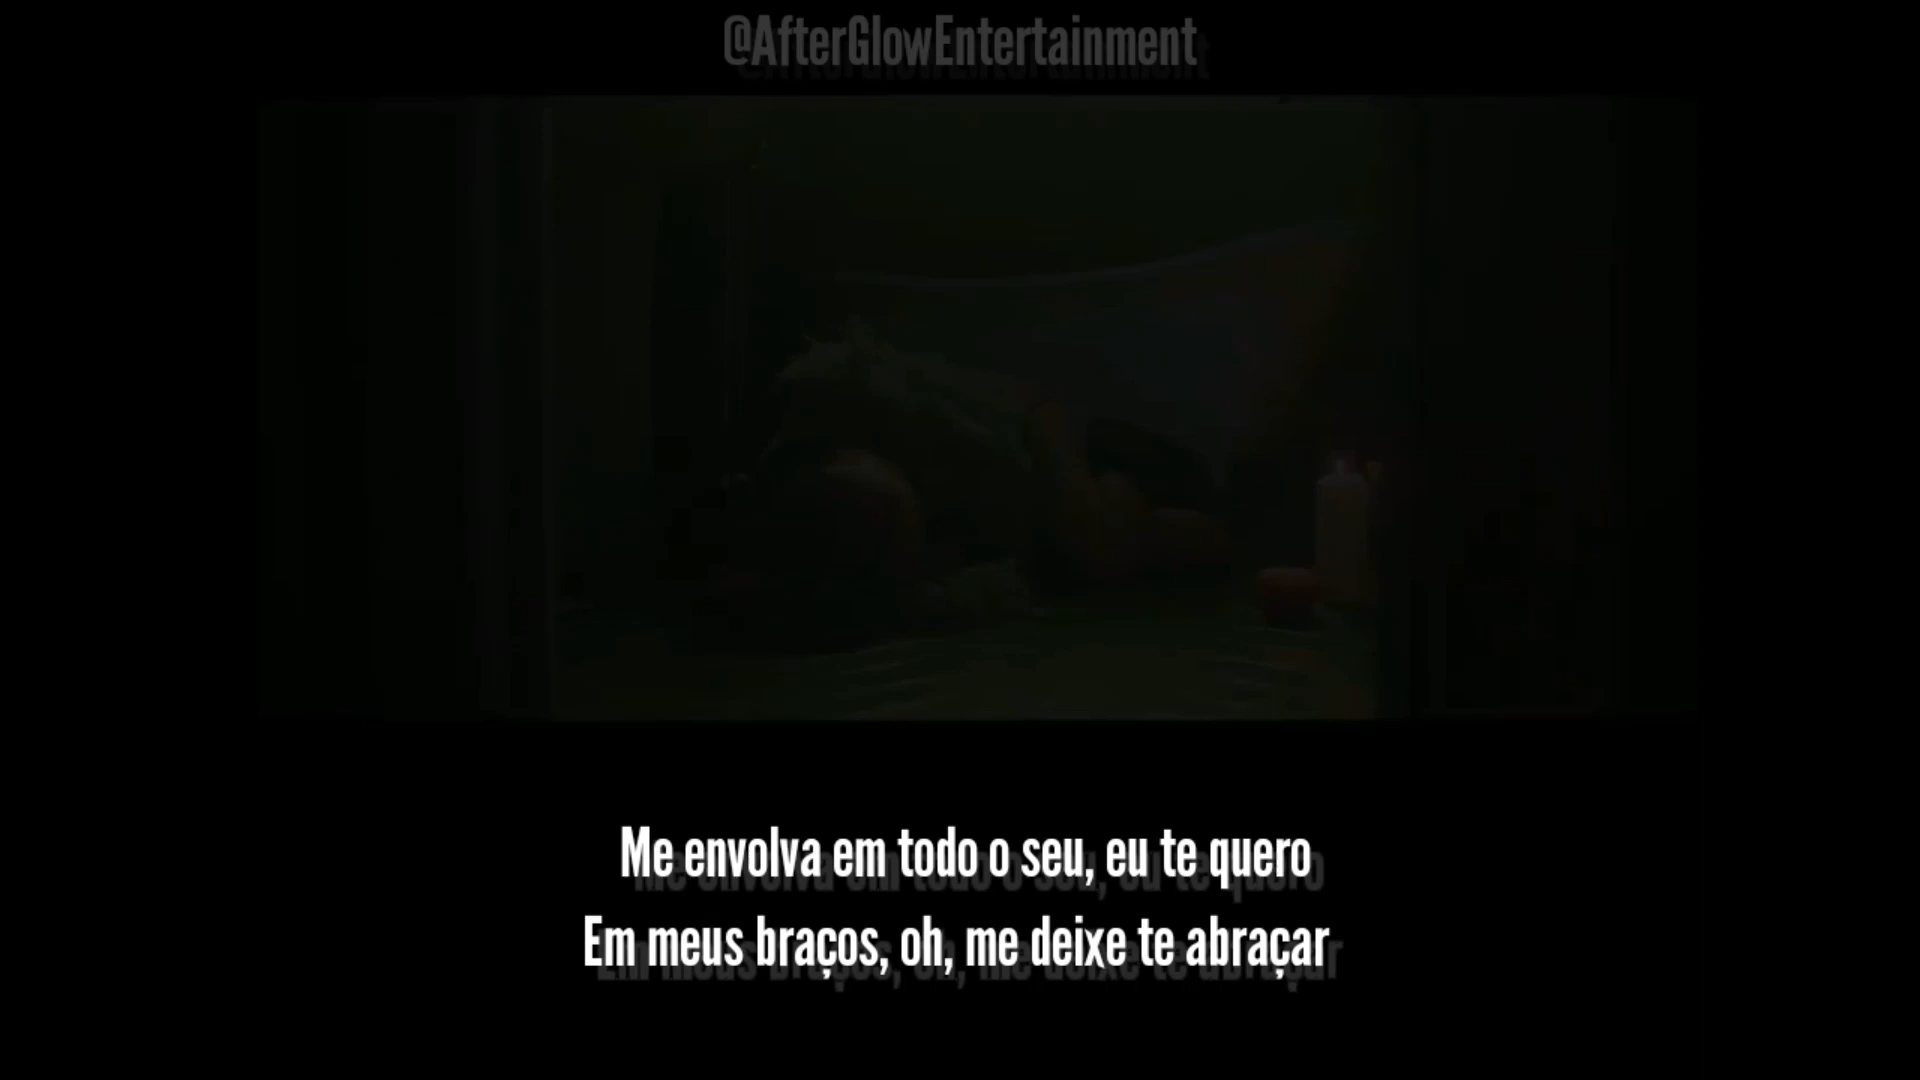 @AfterGlowEntertainment
Me envolva em todo o seu, eu te quero
Em meus braços, oh, me deixe te abraçar